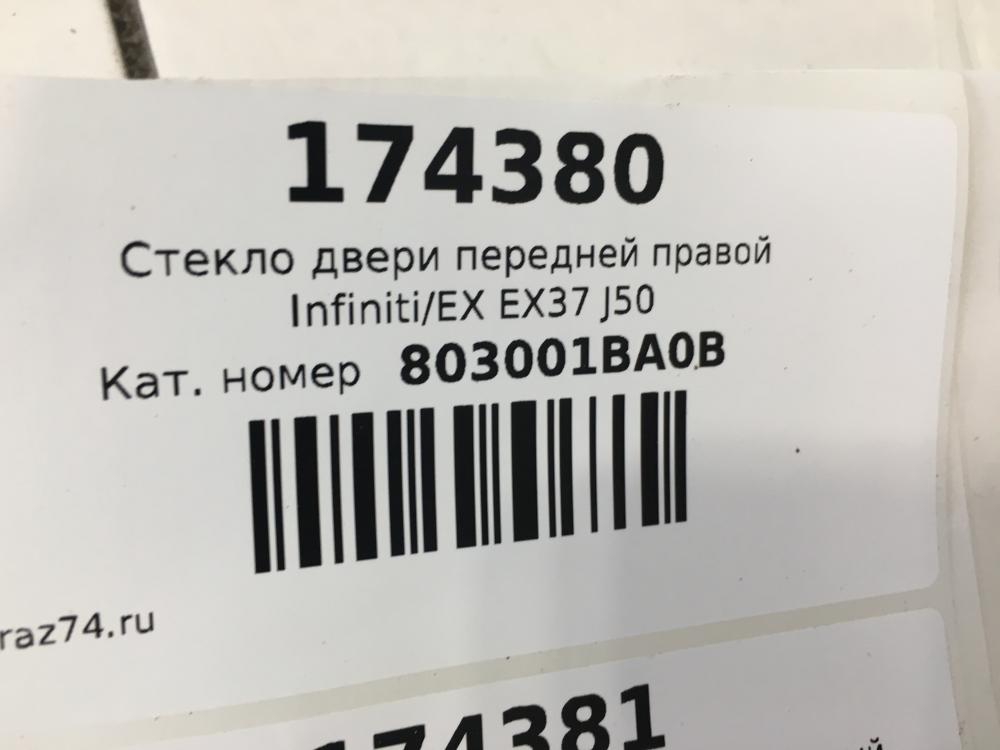 174380
Стекло двери передней правой
Infiniti/EX EX37 J50
Кат. номер 803001BA0B
raz74.ru
174381